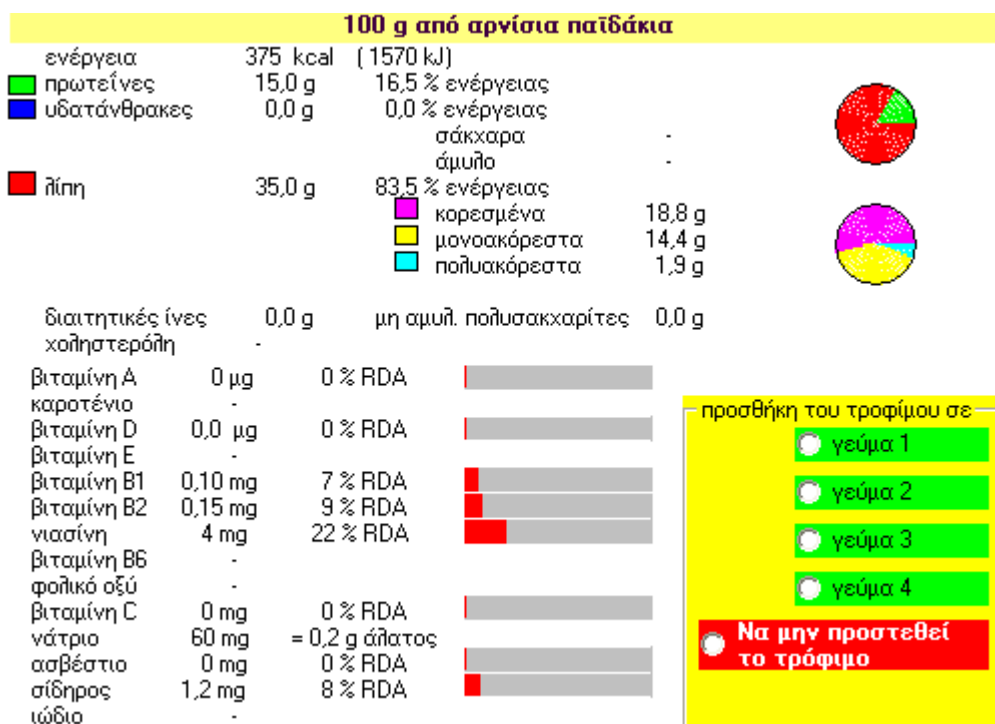 100 g από αρνίσια παϊδάκια
ενέργεια 375 kcal (1570 kJ)
πρωτεΐνες 15,0 g 16,5 % ενέργειας
υδατάνθρακες 0,0 g 0,0 % ενέργειας
σάκχαρα -
άμυλο -
λίπη 35,0 g 83,5 % ενέργειας
κορεσμένα 18,8 g
μονοακόρεστα 14,4 g
πολυακόρεστα 1,9 g
διαιτητικές ίνες 0,0 g μη αμυλ. πολυσακχαρίτες 0,0 g
χοληστερόλη -
βιταμίνη A 0 μg 0 % RDA
καροτένιο -
βιταμίνη D 0,0 μg 0 % RDA
βιταμίνη E -
βιταμίνη B1 0,10 mg 7 % RDA
βιταμίνη B2 0,15 mg 9 % RDA
νιασίνη 4 mg 22 % RDA
βιταμίνη B6 -
φολικό οξύ -
βιταμίνη C 0 mg 0 % RDA
νάτριο 60 mg = 0,2 g άλατος
ασβέστιο 0 mg 0 % RDA
σίδηρος 1,2 mg 8 % RDA
ιώδιο -
προσθήκη του τροφίμου σε
γεύμα 1
γεύμα 2
γεύμα 3
γεύμα 4
Να μην προστεθεί
το τρόφιμο